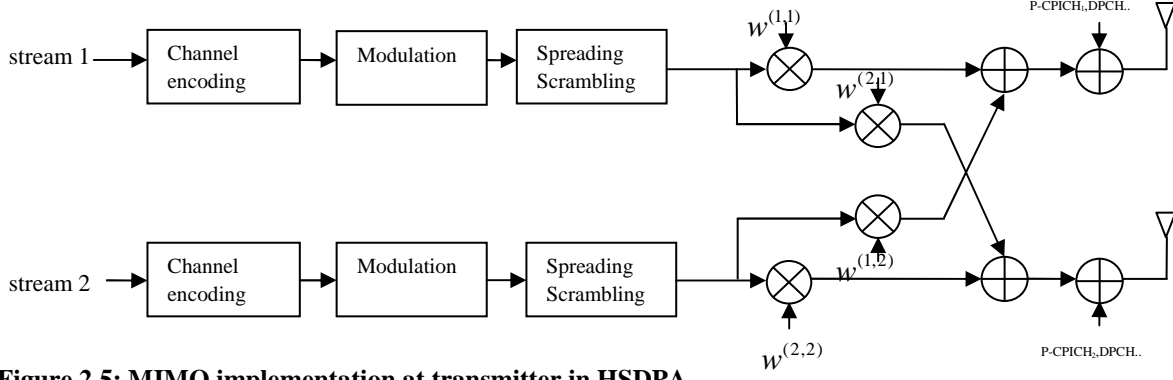 P-CPICH₁,DPCH..
w^(1,1)
stream 1
Channel
encoding
Modulation
Spreading
Scrambling
w^(2,1)
stream 2
Channel
encoding
Modulation
Spreading
Scrambling
w^(1,2)
w^(2,2)
P-CPICH₂,DPCH..
Figure 2.5: MIMO implementation at transmitter in HSDPA